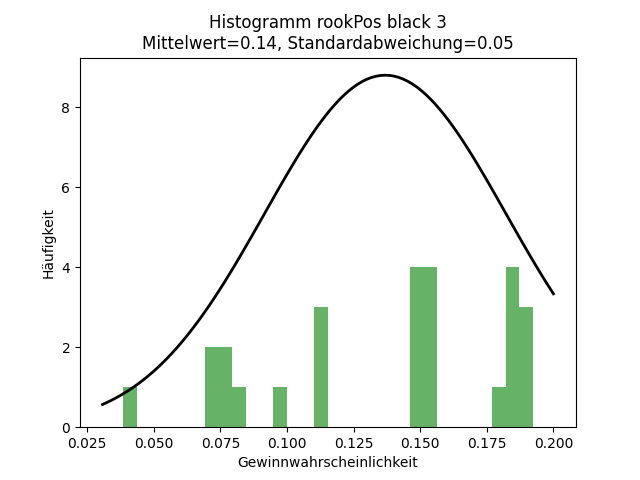 Histogramm rookPos black 3
Mittelwert=0.14, Standardabweichung=0.05
Häufigkeit
8
6
4
2
0
0.025 0.050 0.075 0.100 0.125 0.150 0.175 0.200
Gewinnwahrscheinlichkeit